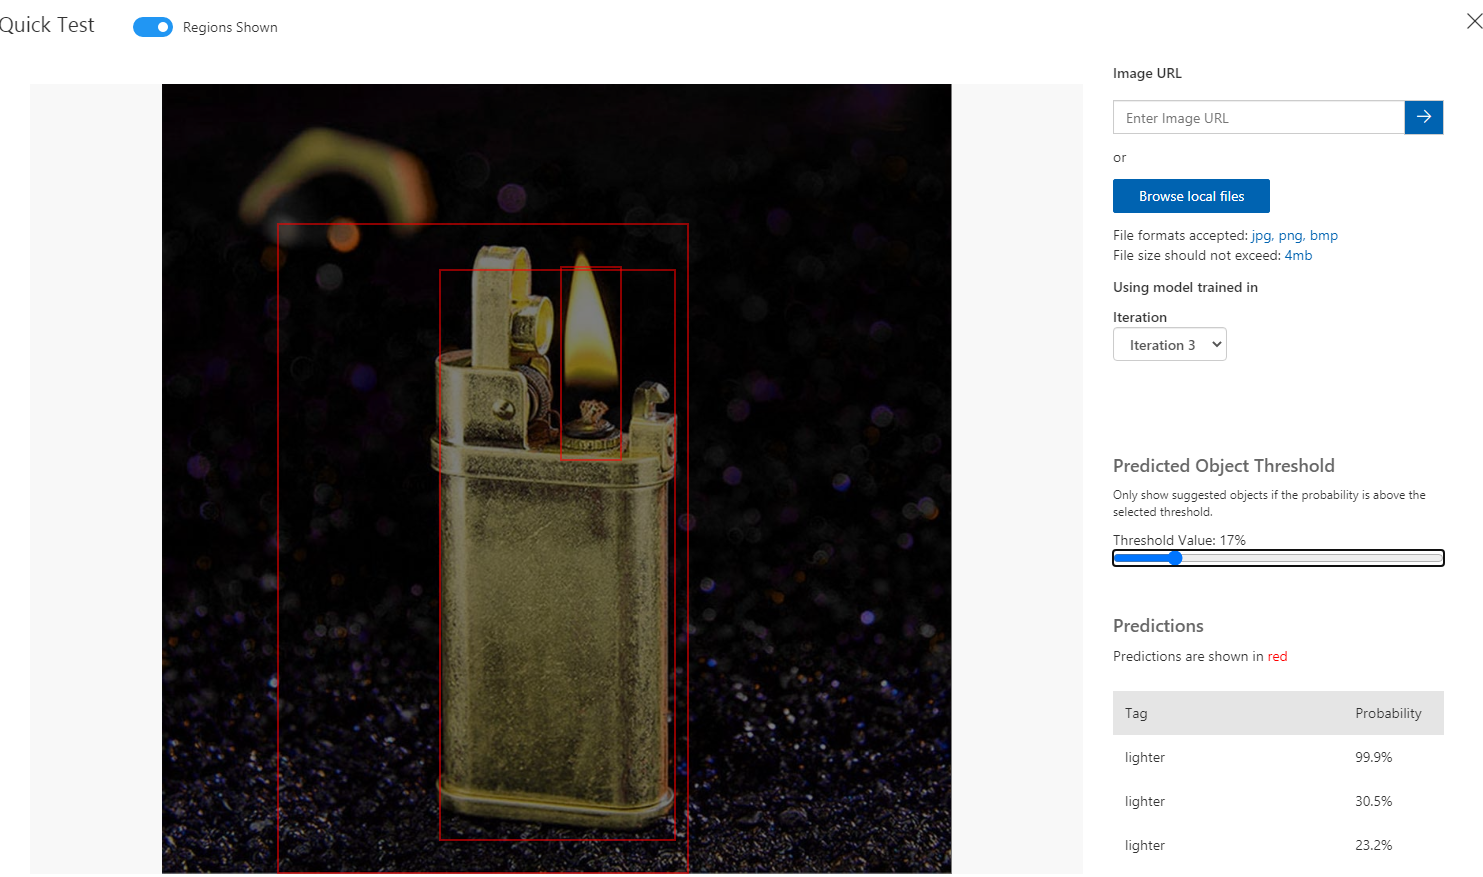 Quick Test
Regions Shown
Image URL
Enter Image URL
or
Browse local files
File formats accepted: jpg, png, bmp
File size should not exceed: 4mb
Using model trained in
Iteration
Iteration 3
Predicted Object Threshold
Only show suggested objects if the probability is above the
selected threshold.
Threshold Value: 17%
Predictions
Predictions are shown in red
Tag Probability
lighter 99.9%
lighter 30.5%
lighter 23.2%